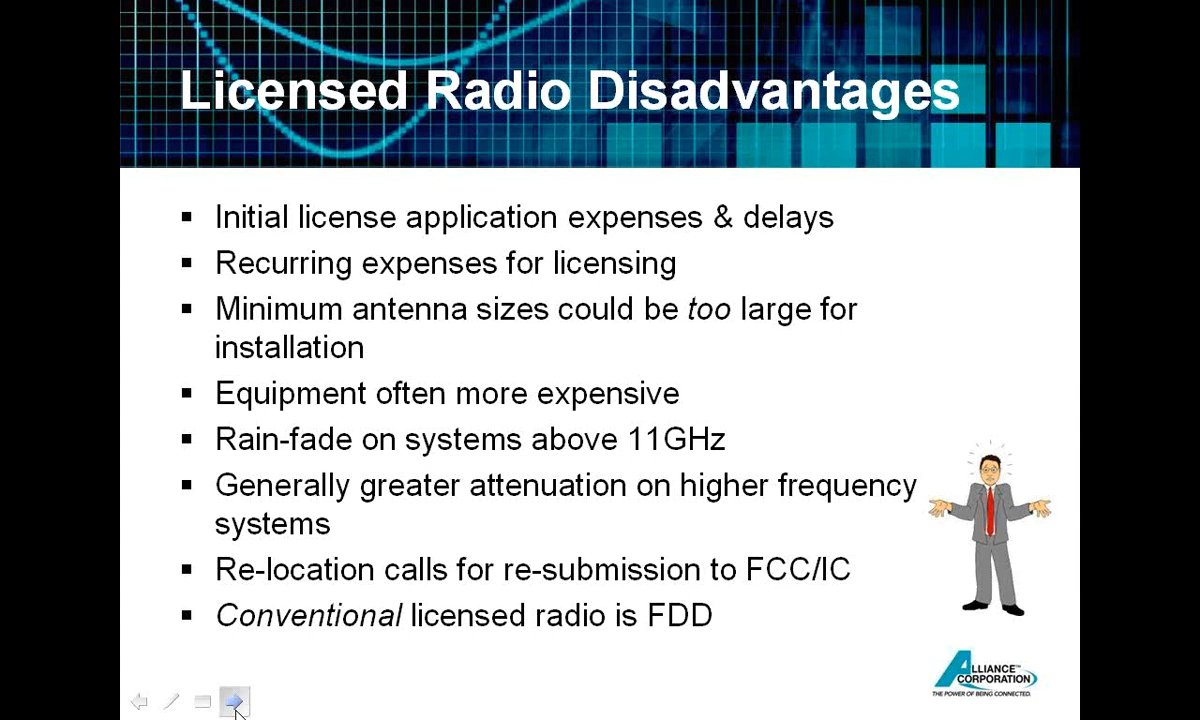 Licensed Radio Disadvantages
▪ Initial license application expenses & delays
▪ Recurring expenses for licensing
▪ Minimum antenna sizes could be too large for
installation
▪ Equipment often more expensive
▪ Rain-fade on systems above 11GHz
▪ Generally greater attenuation on higher frequency
systems
▪ Re-location calls for re-submission to FCC/IC
▪ Conventional licensed radio is FDD
ALLIANCE™
CORPORATION
THE POWER OF BEING CONNECTED.